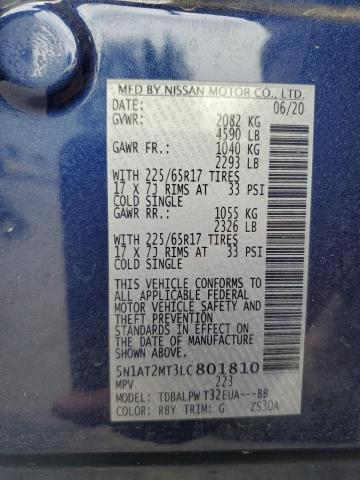 MFD BY NISSAN MOTOR CO., LTD.
DATE: 06/20
GVWR: 2082 KG
4590 LB
GAWR FR.: 1040 KG
2293 LB
WITH 225/65R17 TIRES
17 X 7J RIMS AT 33 PSI
COLD SINGLE
GAWR RR.: 1055 KG
2326 LB
WITH 225/65R17 TIRES
17 X 7J RIMS AT 33 PSI
COLD SINGLE
THIS VEHICLE CONFORMS TO
ALL APPLICABLE FEDERAL
MOTOR VEHICLE SAFETY AND
THEFT PREVENTION
STANDARDS IN EFFECT ON
THE DATE OF MANUFACTURE
SHOWN ABOVE.
5N1AT2MT3LC801810
MPV 223
MODEL: TDBALPW T32EUA---BB
COLOR: RBY TRIM: G ZS30A